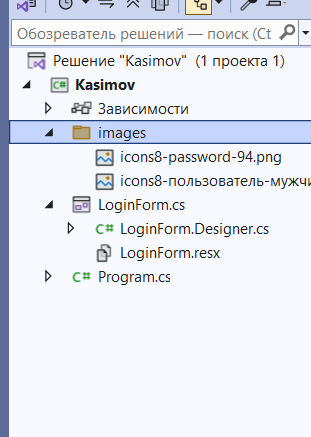 Обозреватель решений — поиск (Ct
Решение "Kasimov" (1 проекта 1)
C# Kasimov
Зависимости
images
icons8-password-94.png
icons8-пользователь-мужчи
LoginForm.cs
C# LoginForm.Designer.cs
LoginForm.resx
C# Program.cs